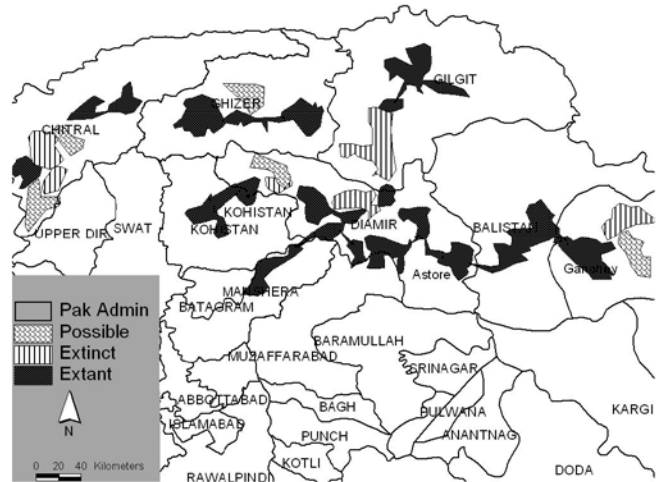 GILGIT
GHIZER
CHITRAL
KOHISTAN
UPPER DIR
SWAT
KOHISTAN
DIAMIR
BALISTAN
Astore
MANSHERA
BATAGRAM
BARAMULLAH
MUZAFFARABAD
SRINAGAR
ABBOTTABAD
BAGH
PULWANA
KARGI
ISLAMABAD
PUNCH
ANANTNAG
KOTLI
DODA
RAWALPINDI
Pak Admin
Possible
Extinct
Extant
N
0 20 40 Kilometers